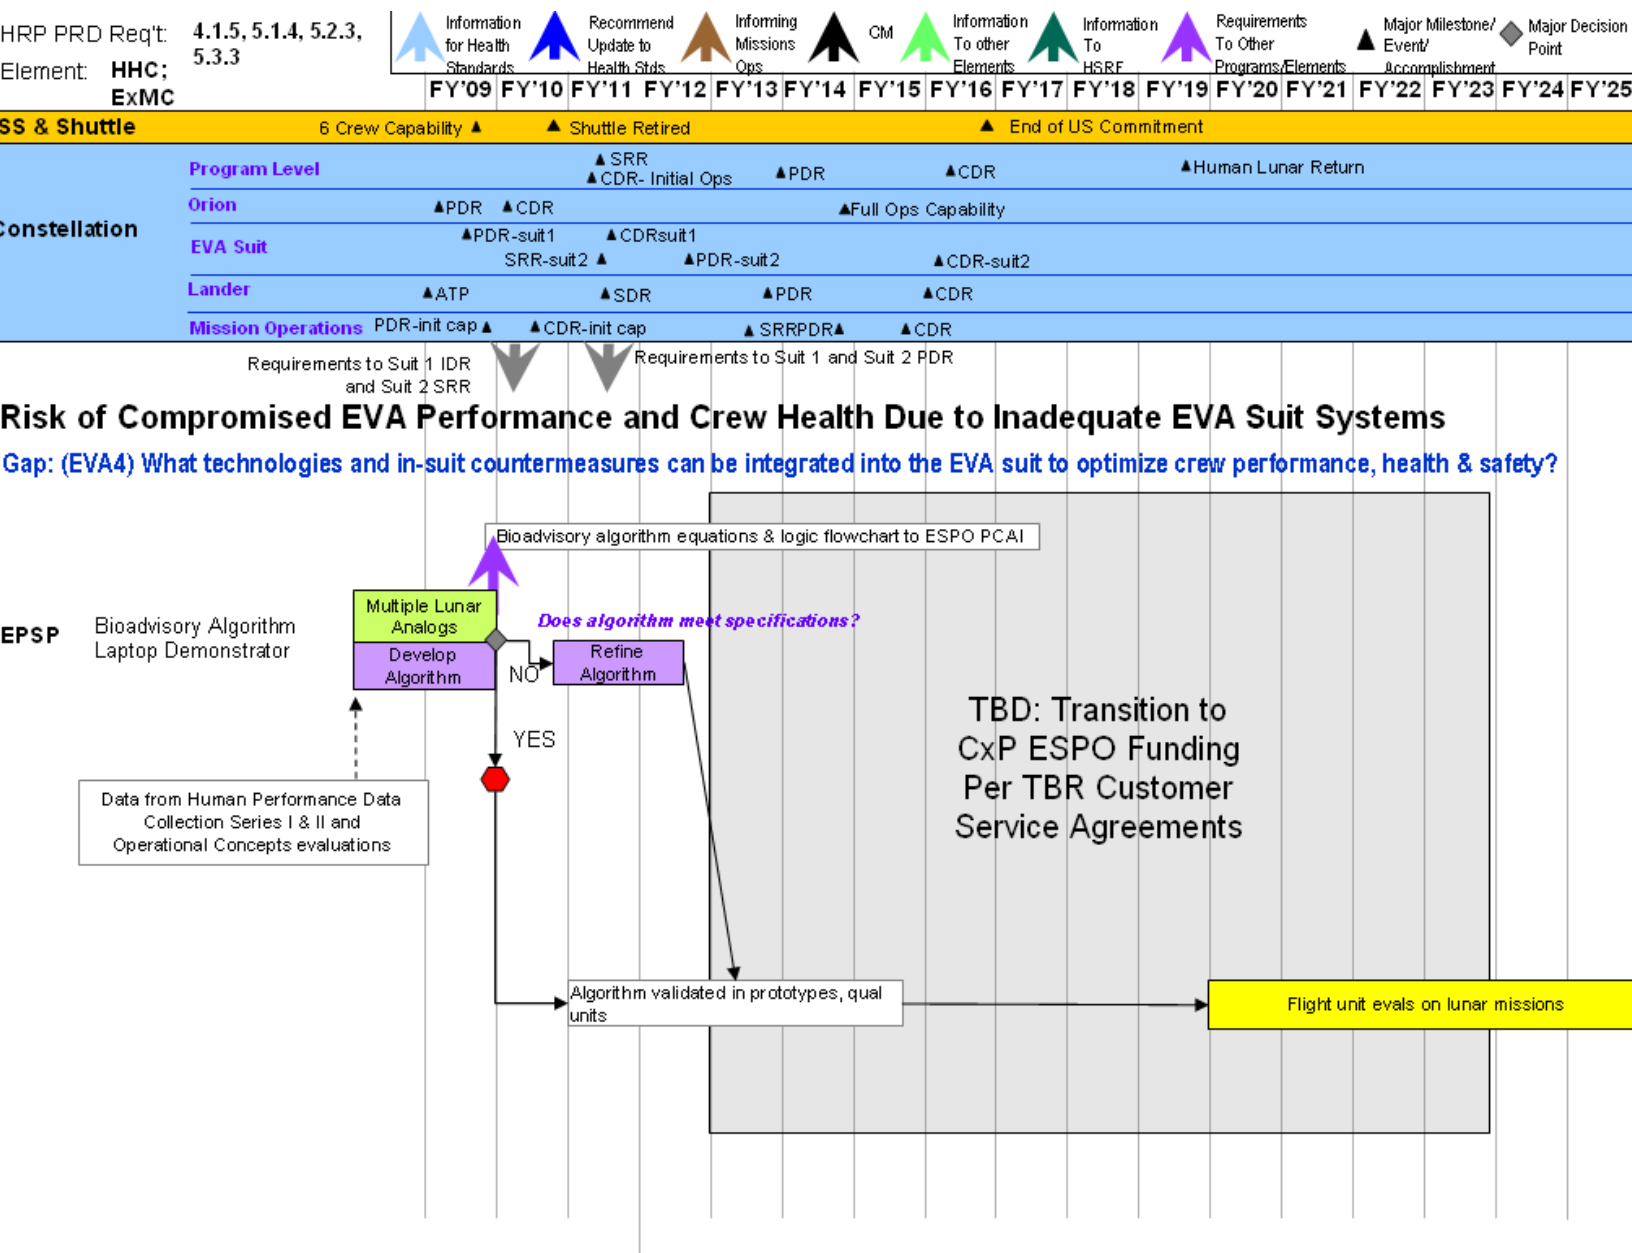 HRP PRD Req't:
4.1.5, 5.1.4, 5.2.3,
5.3.3
Element:
HHC;
ExMC
Information
for Health
Standards
Recommend
Update to
Health Stds
Informing
Missions
Ops
CM
Information
To other
Elements
Information
To
HSRF
Requirements
To Other
Programs/Elements
Major Milestone/
Event/
Accomplishment
Major Decision
Point
FY'09 FY'10 FY'11 FY'12 FY'13 FY'14 FY'15 FY'16 FY'17 FY'18 FY'19 FY'20 FY'21 FY'22 FY'23 FY'24 FY'25
SS & Shuttle
6 Crew Capability
Shuttle Retired
End of US Commitment
Constellation
Program Level
SRR
CDR- Initial Ops
PDR
CDR
Human Lunar Return
Orion
PDR
CDR
Full Ops Capability
EVA Suit
PDR-suit1
CDRsuit1
SRR-suit2
PDR-suit2
CDR-suit2
Lander
ATP
SDR
PDR
CDR
Mission Operations
PDR-init cap
CDR-init cap
SRRPDR
CDR
Requirements to Suit 1 IDR
and Suit 2 SRR
Requirements to Suit 1 and Suit 2 PDR
Risk of Compromised EVA Performance and Crew Health Due to Inadequate EVA Suit Systems
Gap: (EVA4) What technologies and in-suit countermeasures can be integrated into the EVA suit to optimize crew performance, health & safety?
Bioadvisory algorithm equations & logic flowchart to ESPO PCAI
EPSP
Bioadvisory Algorithm
Laptop Demonstrator
Multiple Lunar
Analogs
Develop
Algorithm
Does algorithm meet specifications?
NO
Refine
Algorithm
YES
Data from Human Performance Data
Collection Series I & II and
Operational Concepts evaluations
TBD: Transition to
CxP ESPO Funding
Per TBR Customer
Service Agreements
Algorithm validated in prototypes, qual
units
Flight unit evals on lunar missions